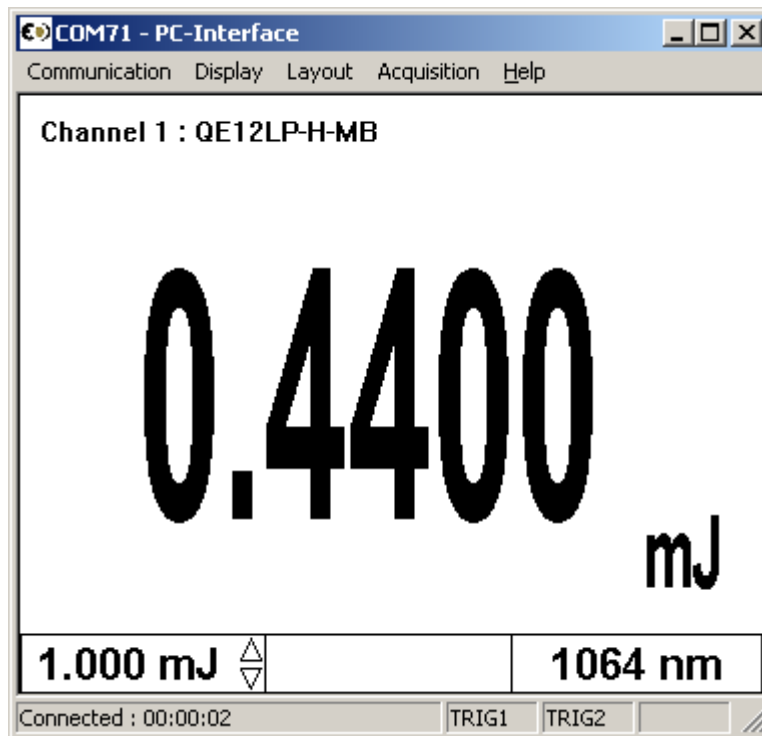 COM71 - PC-Interface
Communication Display Layout Acquisition Help
Channel 1 : QE12LP-H-MB
0.4400
mJ
1.000 mJ 1064 nm
Connected : 00:00:02 TRIG1 TRIG2